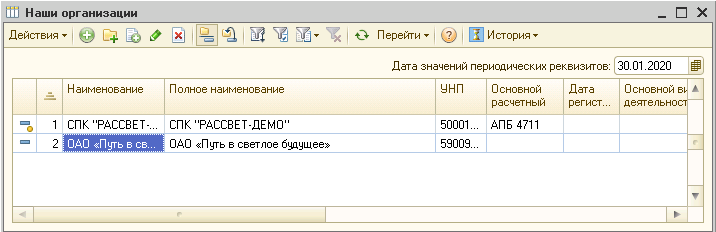 Наши организации
Действия Перейти История
Дата значений периодических реквизитов: 30.01.2020
Наименование Полное наименование УНП Основной расчетный Дата регист... Основной ви деятельност
1 СПК "РАССВЕТ-... СПК "РАССВЕТ-ДЕМО" 50001... АПБ 4711
2 ОАО «Путь в св... ОАО «Путь в светлое будущее» 59009...